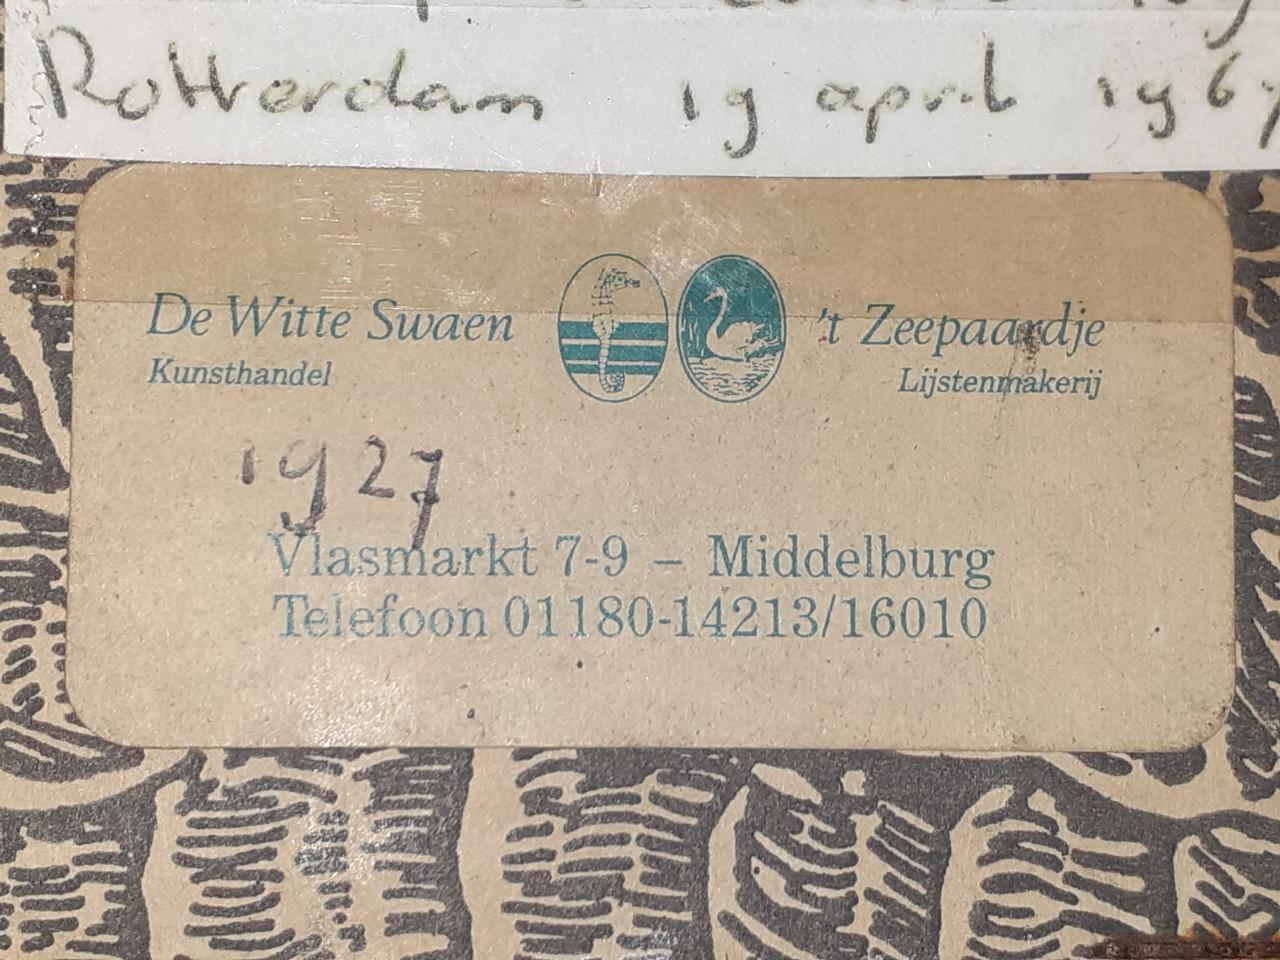 Rotterdam 19 april 1967
De Witte Swaen
Kunsthandel
't Zeepaardje
Lijstenmakerij
1927
Vlasmarkt 7-9 – Middelburg
Telefoon 01180-14213/16010